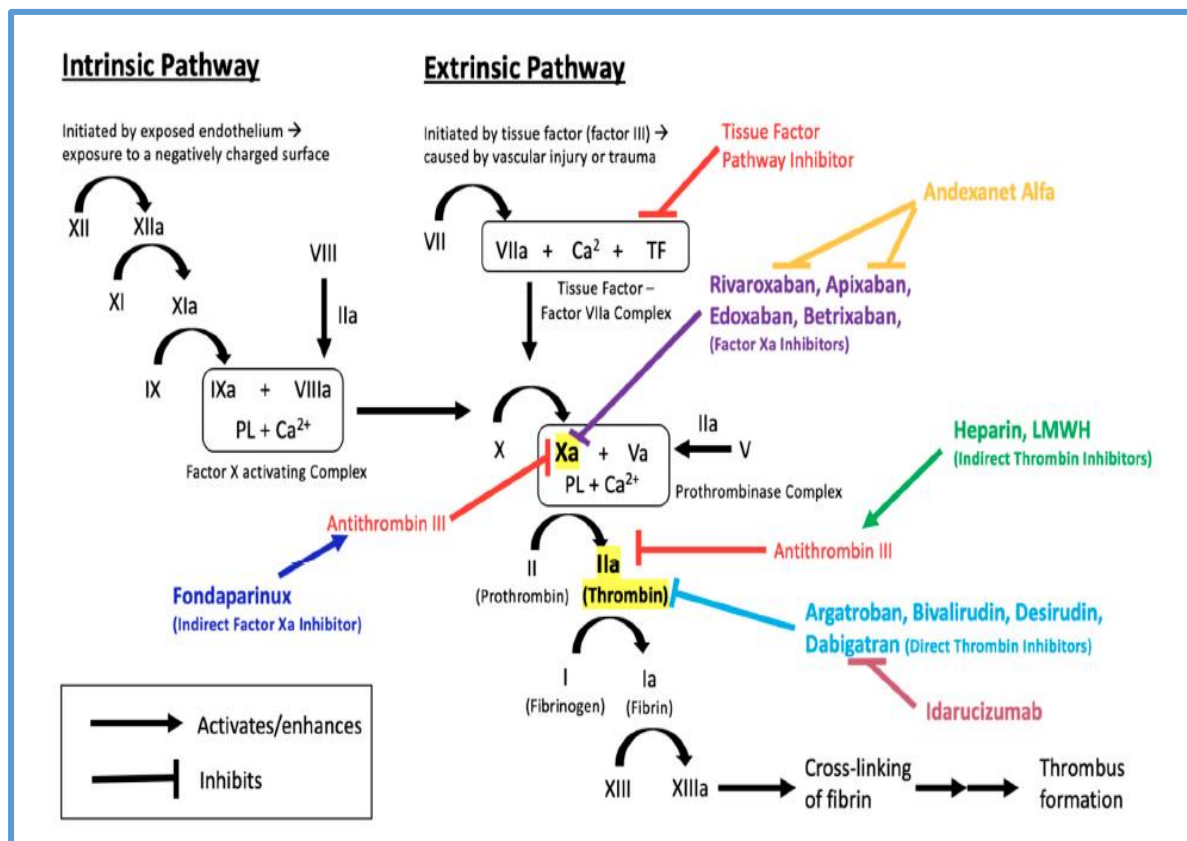 Intrinsic Pathway
Initiated by exposed endothelium →
exposure to a negatively charged surface
XII
XIIa
XI
XIa
VIII
IIa
IX
IXa + VIIIa
PL + Ca²⁺
Factor X activating Complex
Extrinsic Pathway
Initiated by tissue factor (factor III) →
caused by vascular injury or trauma
VII
VIIa + Ca² + TF
Tissue Factor –
Factor VIIa Complex
Tissue Factor
Pathway Inhibitor
Andexanet Alfa
Rivaroxaban, Apixaban,
Edoxaban, Betrixaban,
(Factor Xa Inhibitors)
X
Xa + Va
PL + Ca²⁺
IIa
V
Prothrombinase Complex
Heparin, LMWH
(Indirect Thrombin Inhibitors)
Antithrombin III
Antithrombin III
Fondaparinux
(Indirect Factor Xa Inhibitor)
II
(Prothrombin)
IIa
(Thrombin)
Argatroban, Bivalirudin, Desirudin,
Dabigatran (Direct Thrombin Inhibitors)
Idarucizumab
I
(Fibrinogen)
Ia
(Fibrin)
XIII
XIIIa
Cross-linking
of fibrin
Thrombus
formation
Activates/enhances
Inhibits